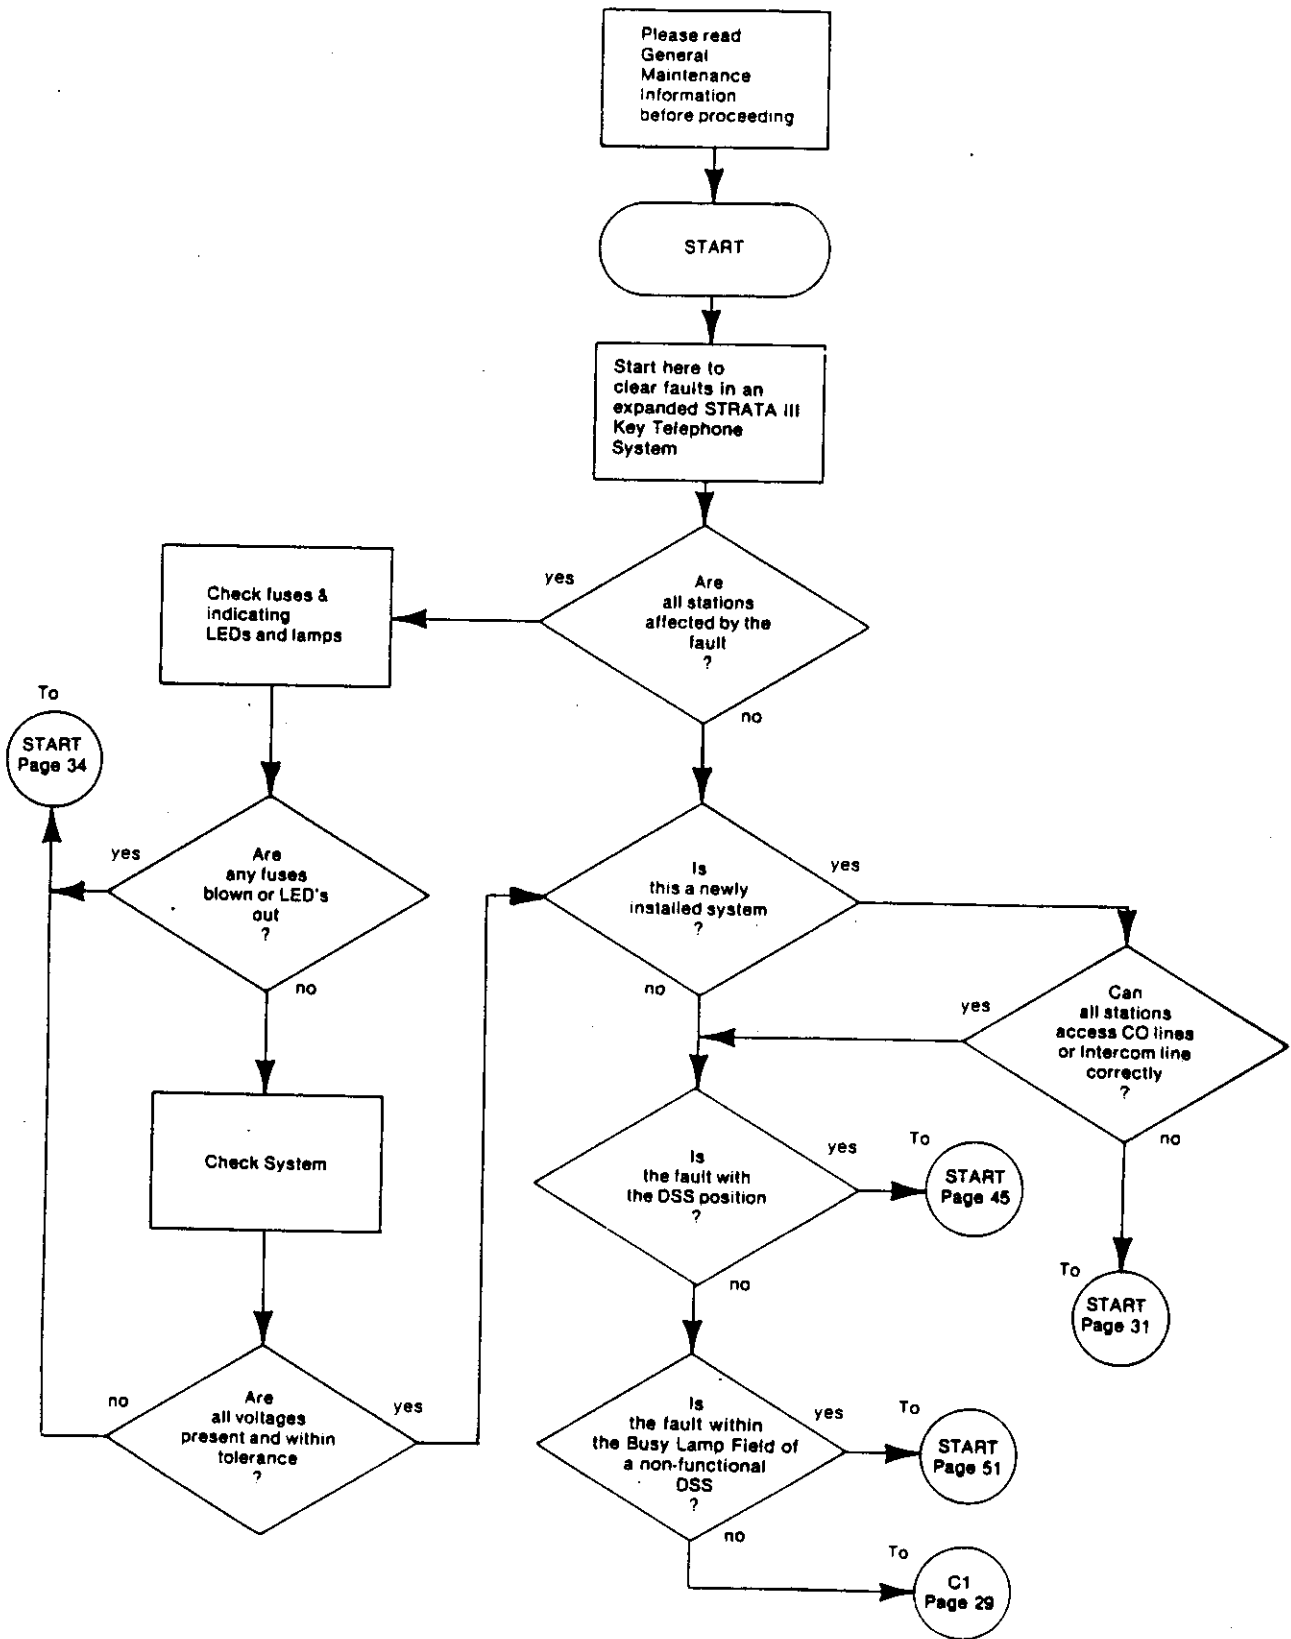 Please read
General
Maintenance
Information
before proceeding
START
Start here to
clear faults in an
expanded STRATA III
Key Telephone
System
Are
all stations
affected by the
fault
?
yes
no
Check fuses &
indicating
LEDs and lamps
To
START
Page 34
Are
any fuses
blown or LED's
out
?
yes
no
Check System
Are
all voltages
present and within
tolerance
?
no
yes
Is
this a newly
installed system
?
yes
no
Can
all stations
access CO lines
or Intercom line
correctly
?
yes
no
To
START
Page 31
Is
the fault with
the DSS position
?
yes
no
To
START
Page 45
Is
the fault within
the Busy Lamp Field of
a non-functional
DSS
?
yes
no
To
START
Page 51
To
C1
Page 29